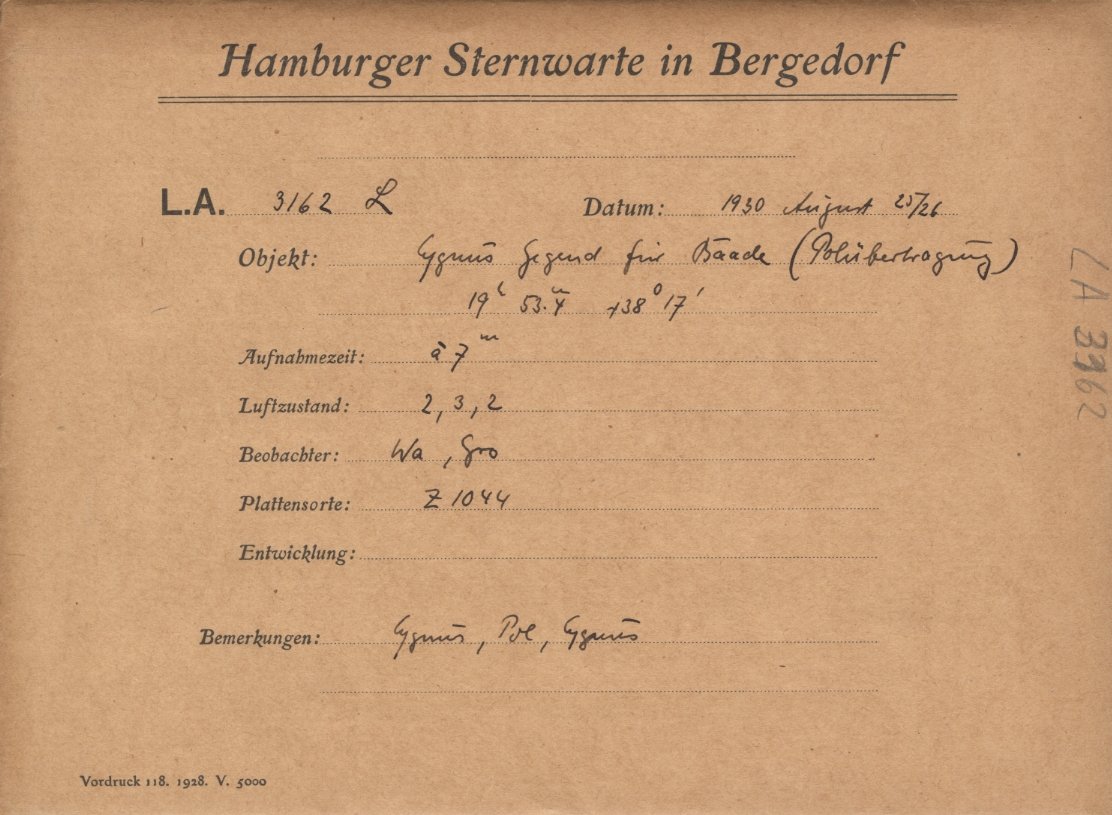 Hamburger Sternwarte in Bergedorf
L.A. 3162 L Datum: 1930 August 25/26
Objekt: Cygnus Gegend für Baade (Polübertragung)
19h 53.m4 +38° 17'
Aufnahmezeit: à 7m
Luftzustand: 2, 3, 2
Beobachter: Wa, Gro
Plattensorte: Z 1044
Entwicklung:
Bemerkungen: Cygnus, Pol, Cygnus
Vordruck 118. 1928. V. 5000
LA 3162